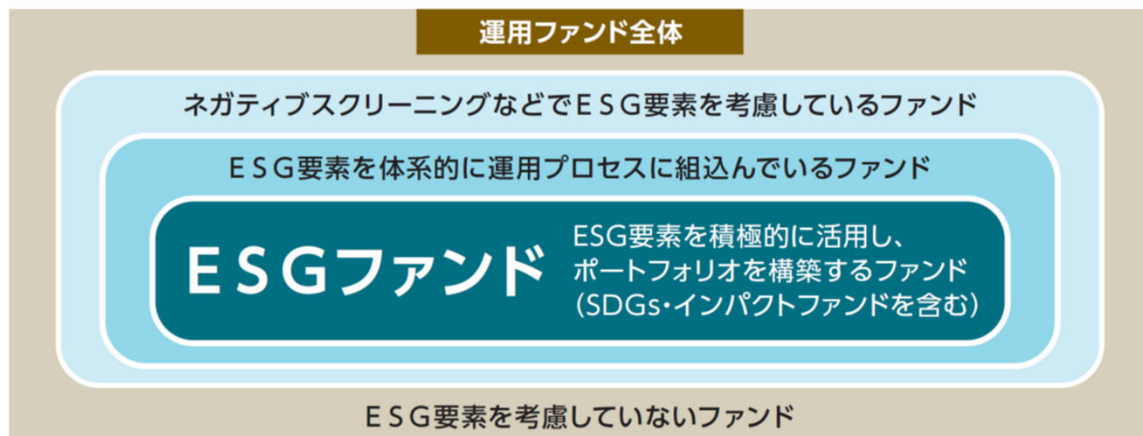 運用ファンド全体
ネガティブスクリーニングなどでESG要素を考慮しているファンド
ESG要素を体系的に運用プロセスに組込んでいるファンド
ESGファンド
ESG要素を積極的に活用し、
ポートフォリオを構築するファンド
(SDGs・インパクトファンドを含む)
ESG要素を考慮していないファンド